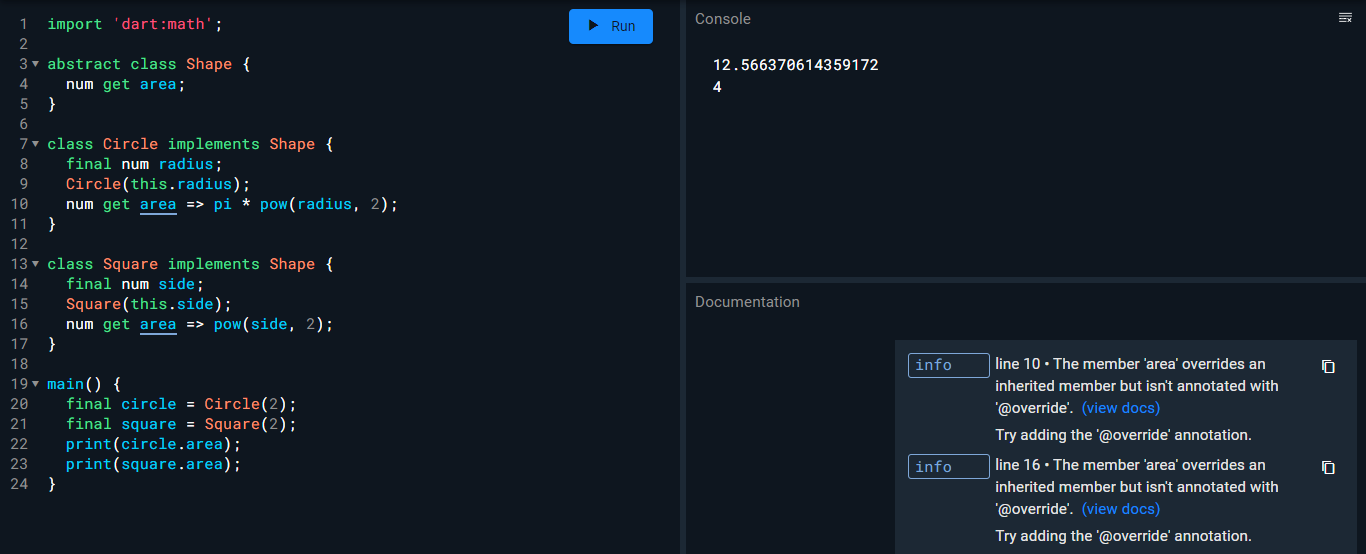 1 import 'dart:math';
2
3 abstract class Shape {
4   num get area;
5 }
6
7 class Circle implements Shape {
8   final num radius;
9   Circle(this.radius);
10   num get area => pi * pow(radius, 2);
11 }
12
13 class Square implements Shape {
14   final num side;
15   Square(this.side);
16   num get area => pow(side, 2);
17 }
18
19 main() {
20   final circle = Circle(2);
21   final square = Square(2);
22   print(circle.area);
23   print(square.area);
24 }
Run
Console
12.566370614359172
4
Documentation
info
line 10 • The member 'area' overrides an
inherited member but isn't annotated with
'@override'. (view docs)
Try adding the '@override' annotation.
info
line 16 • The member 'area' overrides an
inherited member but isn't annotated with
'@override'. (view docs)
Try adding the '@override' annotation.